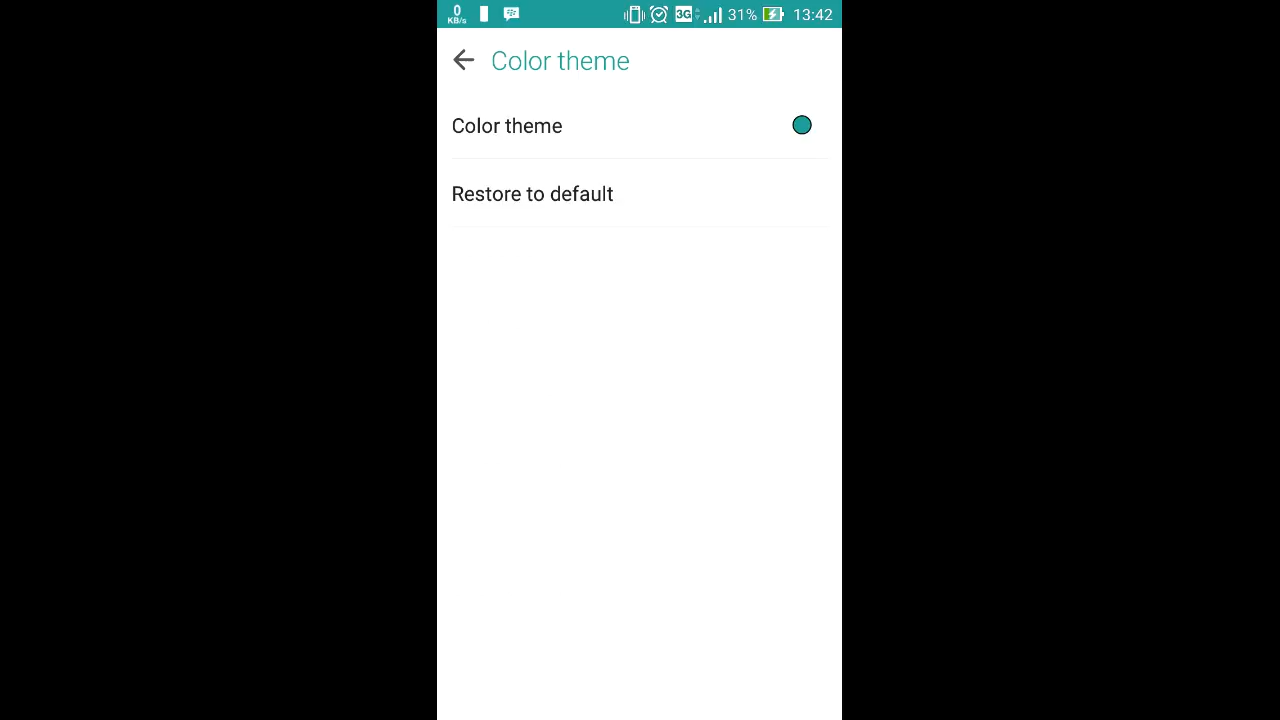 0
KB/s
3G 31% 13:42
Color theme
Color theme
Restore to default